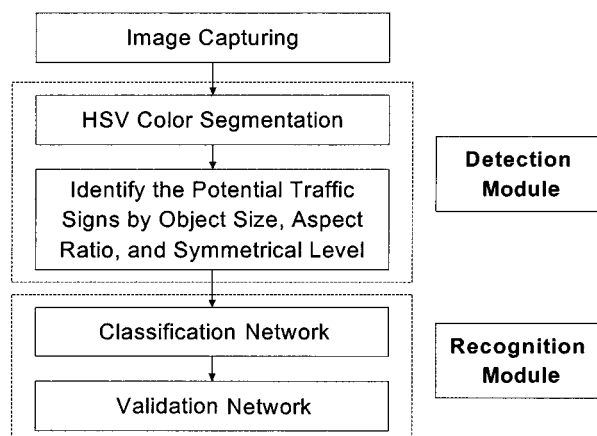 Image Capturing
HSV Color Segmentation
Identify the Potential Traffic
Signs by Object Size, Aspect
Ratio, and Symmetrical Level
Detection
Module
Classification Network
Validation Network
Recognition
Module